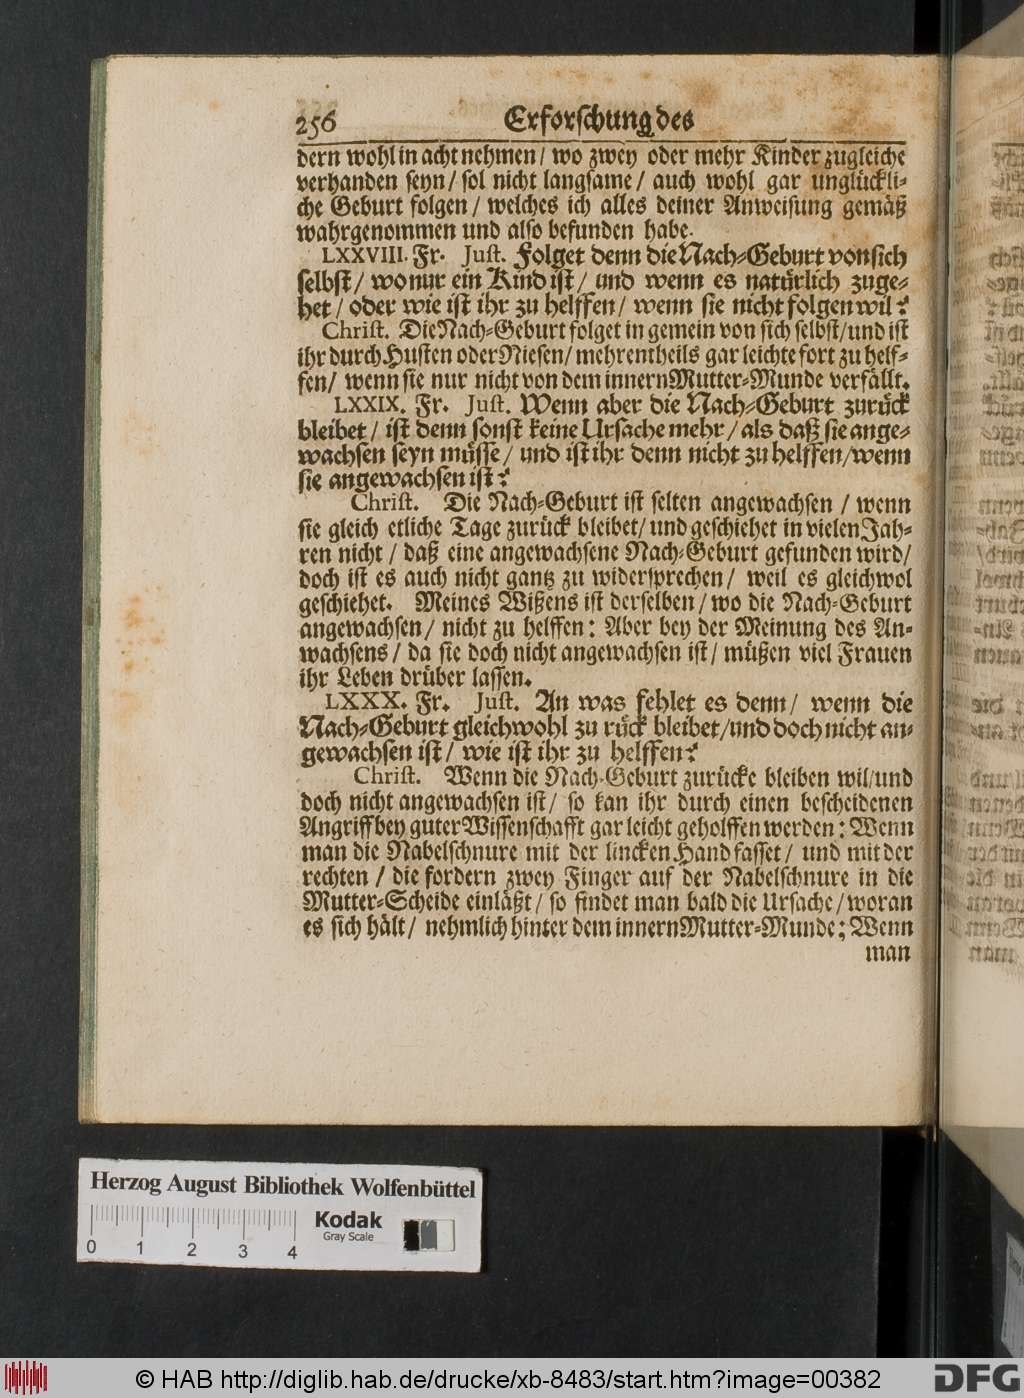 256 Erforschung des
dern wohl in acht nehmen / wo zwey oder mehr Kinder zugleiche
verhanden seyn / sol nicht langsame / auch wohl gar unglückli-
che Geburt folgen / welches ich alles deiner Anweisung gemäß
wahrgenommen und also befunden habe.
LXXVIII. Fr. Just. Folget denn die Nach-Geburt von sich
selbst / wo nur ein Kind ist / und wenn es natürlich zuge-
het / oder wie ist ihr zu helffen / wenn sie nicht folgen wil?
Christ. Die Nach-Geburt folget in gemein von sich selbst / und ist
ihr durch Husten oder Niesen / mehrentheils gar leichte fort zu helf-
fen / wenn sie nur nicht von dem innern Mutter-Munde verfällt.
LXXIX. Fr. Just. Wenn aber die Nach-Geburt zurück
bleibet / ist denn sonst keine Ursache mehr / als daß sie ange-
wachsen seyn müsse / und ist ihr denn nicht zu helffen / wenn
sie angewachsen ist?
Christ. Die Nach-Geburt ist selten angewachsen / wenn
sie gleich etliche Tage zurück bleibet / und geschiehet in vielen Jah-
ren nicht / daß eine angewachsene Nach-Geburt gefunden wird /
doch ist es auch nicht gantz zu widersprechen / weil es gleichwol
geschiehet. Meines Wißens ist derselben / wo die Nach-Geburt
angewachsen / nicht zu helffen: Aber bey der Meinung des An-
wachsens / da sie doch nicht angewachsen ist / müßen viel Frauen
ihr Leben drüber lassen.
LXXX. Fr. Just. An was fehlet es denn / wenn die
Nach-Geburt gleichwohl zu rück bleibet / und doch nicht an-
gewachsen ist / wie ist ihr zu helffen?
Christ. Wenn die Nach-Geburt zurücke bleiben wil / und
doch nicht angewachsen ist / so kan ihr durch einen bescheidenen
Angriff bey guter Wissenschafft gar leicht geholffen werden: Wenn
man die Nabelschnure mit der lincken Hand fasset / und mit der
rechten / die fordern zwey Finger auf der Nabelschnure in die
Mutter-Scheide einläßt / so findet man bald die Ursache / woran
es sich hält / nehmlich hinter dem innern Mutter-Munde; Wenn
man
Herzog August Bibliothek Wolfenbüttel
Kodak
Gray Scale
0 1 2 3 4
© HAB http://diglib.hab.de/drucke/xb-8483/start.htm?image=00382
DFG